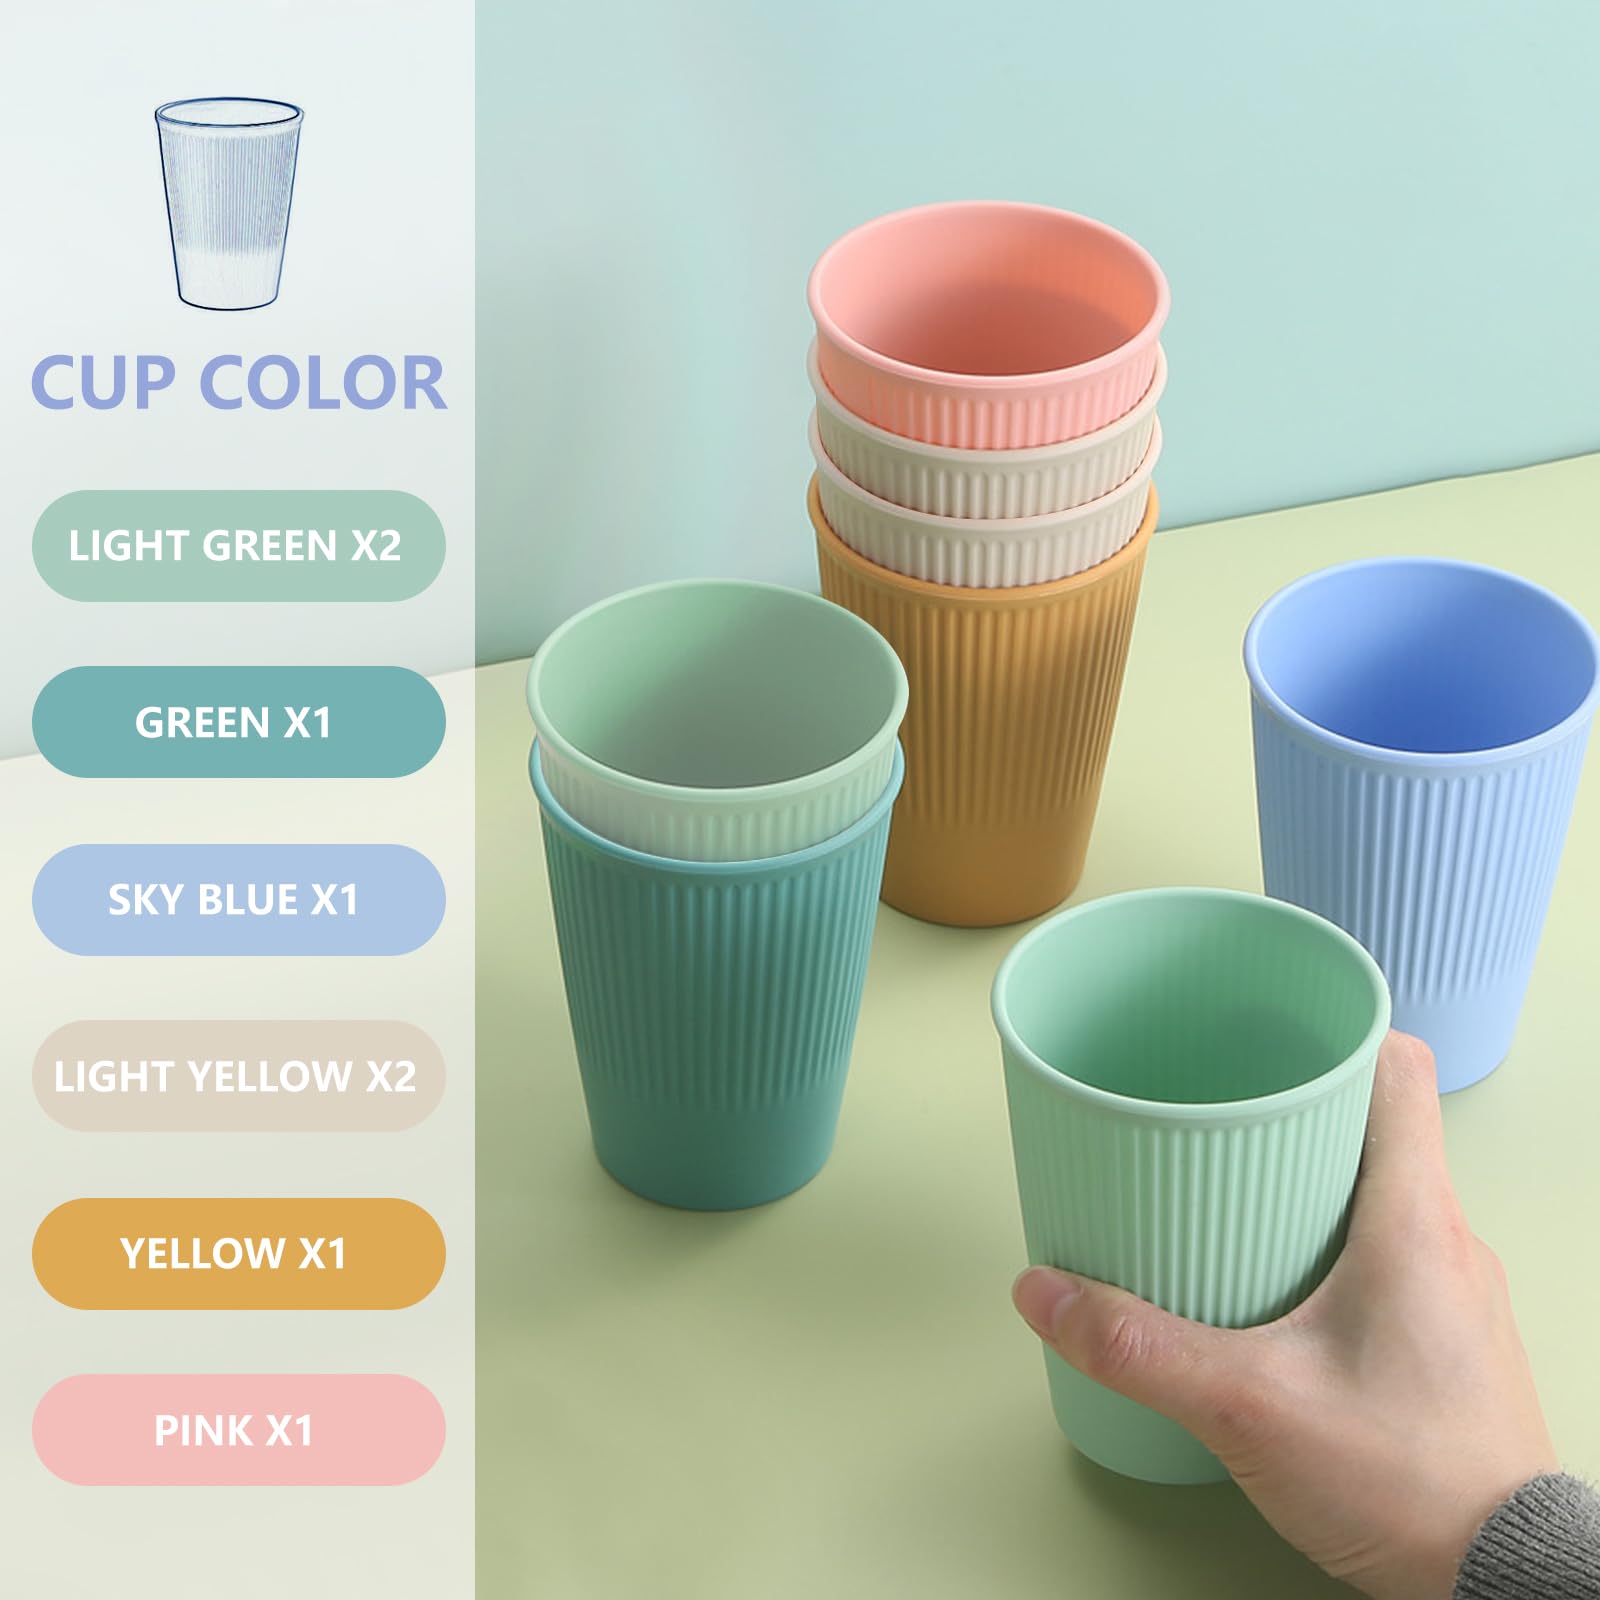 CUP COLOR
LIGHT GREEN X2
GREEN X1
SKY BLUE X1
LIGHT YELLOW X2
YELLOW X1
PINK X1